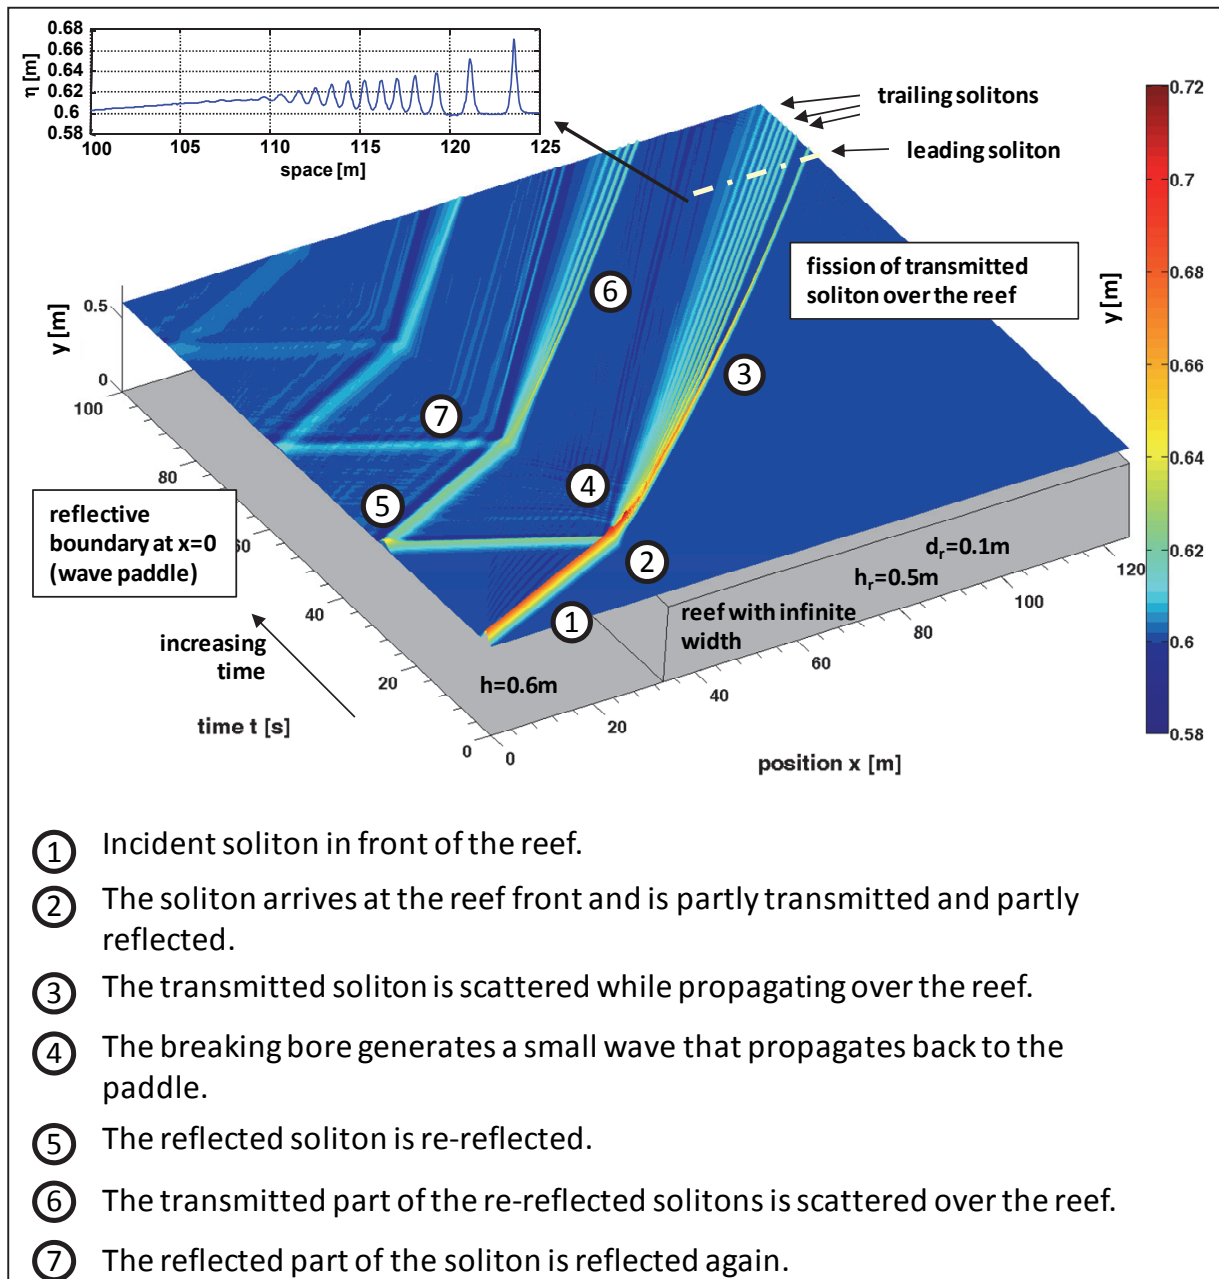 0.68
0.66
0.64
0.62
0.6
0.58
η [m]
100 105 110 115 120 125
space [m]
trailing solitons
leading soliton
fission of transmitted
soliton over the reef
y [m]
0.72
0.7
0.68
0.66
0.64
0.62
0.6
0.58
y [m]
0.5
0
100
80
60
40
20
0
time t [s]
reflective
boundary at x=0
(wave paddle)
increasing
time
6
3
7
4
5
2
1
h=0.6m
reef with infinite
width
dr=0.1m
hr=0.5m
0
20
40
60
80
100
120
position x [m]
1 Incident soliton in front of the reef.
2 The soliton arrives at the reef front and is partly transmitted and partly
reflected.
3 The transmitted soliton is scattered while propagating over the reef.
4 The breaking bore generates a small wave that propagates back to the
paddle.
5 The reflected soliton is re-reflected.
6 The transmitted part of the re-reflected solitons is scattered over the reef.
7 The reflected part of the soliton is reflected again.